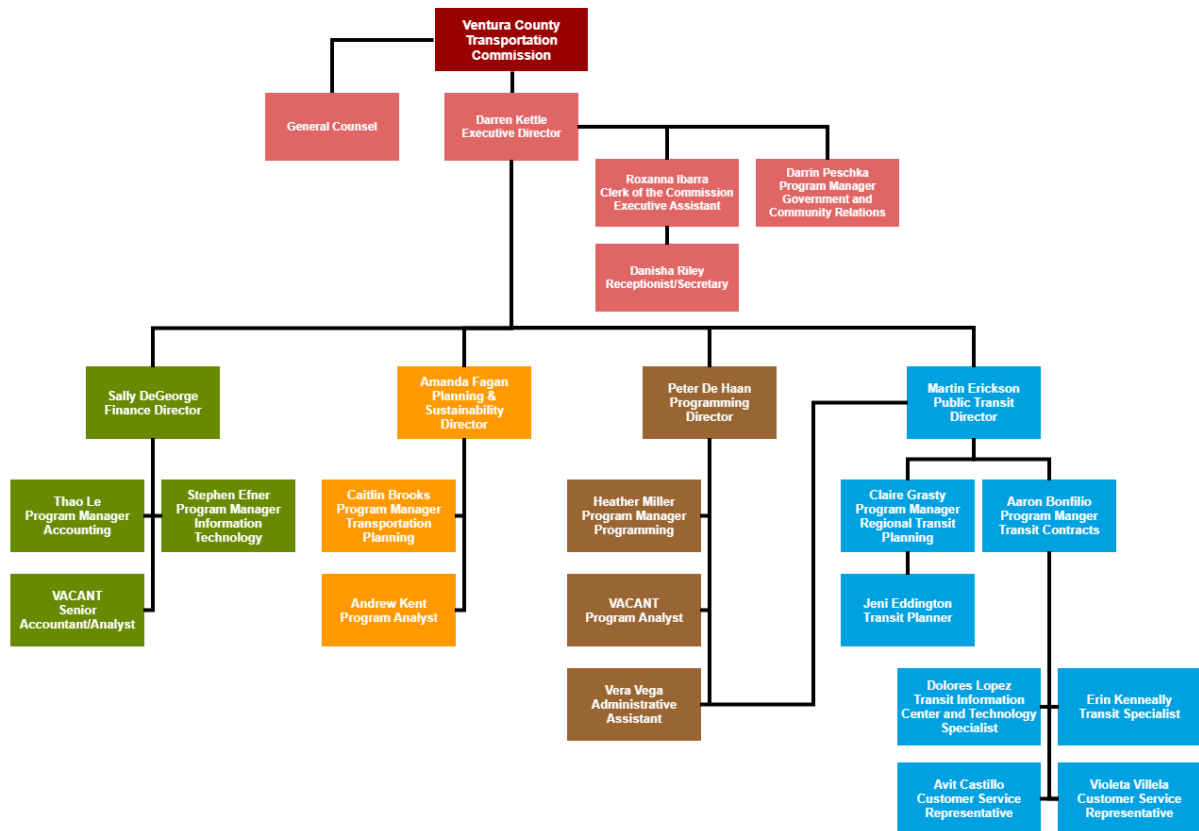 Ventura County
Transportation
Commission
General Counsel
Darren Kettle
Executive Director
Roxanna Ibarra
Clerk of the Commission
Executive Assistant
Darrin Peschka
Program Manager
Government and
Community Relations
Danisha Riley
Receptionist/Secretary
Sally DeGeorge
Finance Director
Amanda Fagan
Planning &
Sustainability
Director
Peter De Haan
Programming
Director
Martin Erickson
Public Transit
Director
Thao Le
Program Manager
Accounting
Stephen Efner
Program Manager
Information
Technology
Caitlin Brooks
Program Manager
Transportation
Planning
Heather Miller
Program Manager
Programming
Claire Grasty
Program Manager
Regional Transit
Planning
Aaron Bonfilio
Program Manger
Transit Contracts
VACANT
Senior
Accountant/Analyst
Andrew Kent
Program Analyst
VACANT
Program Analyst
Jeni Eddington
Transit Planner
Vera Vega
Administrative
Assistant
Dolores Lopez
Transit Information
Center and Technology
Specialist
Erin Kenneally
Transit Specialist
Avit Castillo
Customer Service
Representative
Violeta Villela
Customer Service
Representative